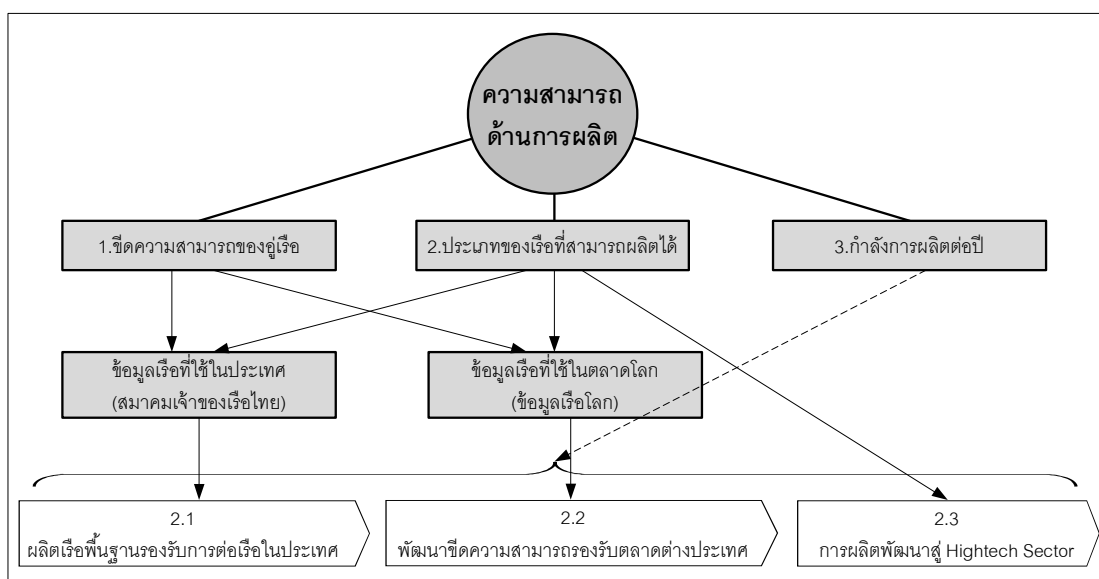 ความสามารถ
ด้านการผลิต
1.ขีดความสามารถของอู่เรือ
2.ประเภทของเรือที่สามารถผลิตได้
3.กำลังการผลิตต่อปี
ข้อมูลเรือที่ใช้ในประเทศ
(สมาคมเจ้าของเรือไทย)
ข้อมูลเรือที่ใช้ในตลาดโลก
(ข้อมูลเรือโลก)
2.1
ผลิตเรือพื้นฐานรองรับการต่อเรือในประเทศ
2.2
พัฒนาขีดความสามารถรองรับตลาดต่างประเทศ
2.3
การผลิตพัฒนาสู่ Hightech Sector